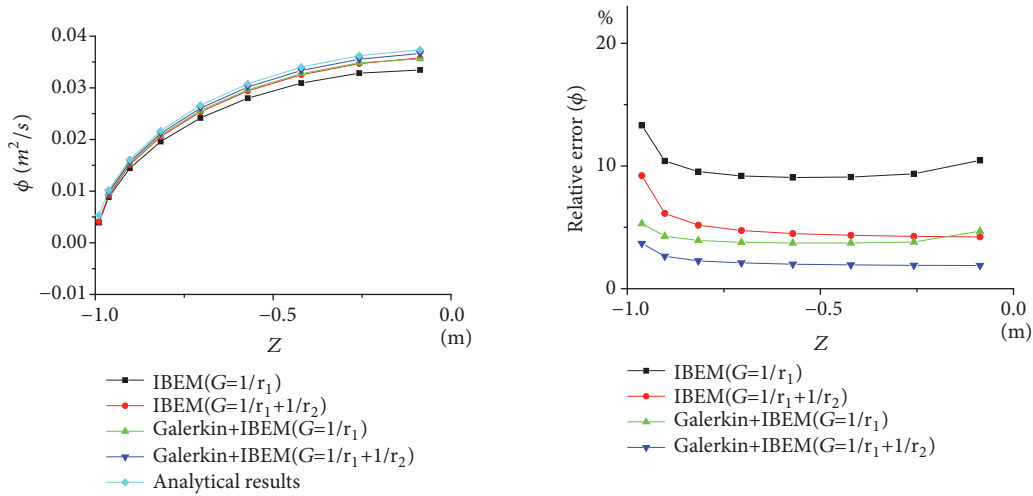 0.04
0.03
0.02
0.01
0.00
−0.01
ϕ (m²/s)
−1.0
−0.5
0.0
(m)
Z
IBEM(G=1/r₁)
IBEM(G=1/r₁+1/r₂)
Galerkin+IBEM(G=1/r₁)
Galerkin+IBEM(G=1/r₁+1/r₂)
Analytical results
%
20
10
0
Relative error (ϕ)
−1.0
−0.5
0.0
(m)
Z
IBEM(G=1/r₁)
IBEM(G=1/r₁+1/r₂)
Galerkin+IBEM(G=1/r₁)
Galerkin+IBEM(G=1/r₁+1/r₂)